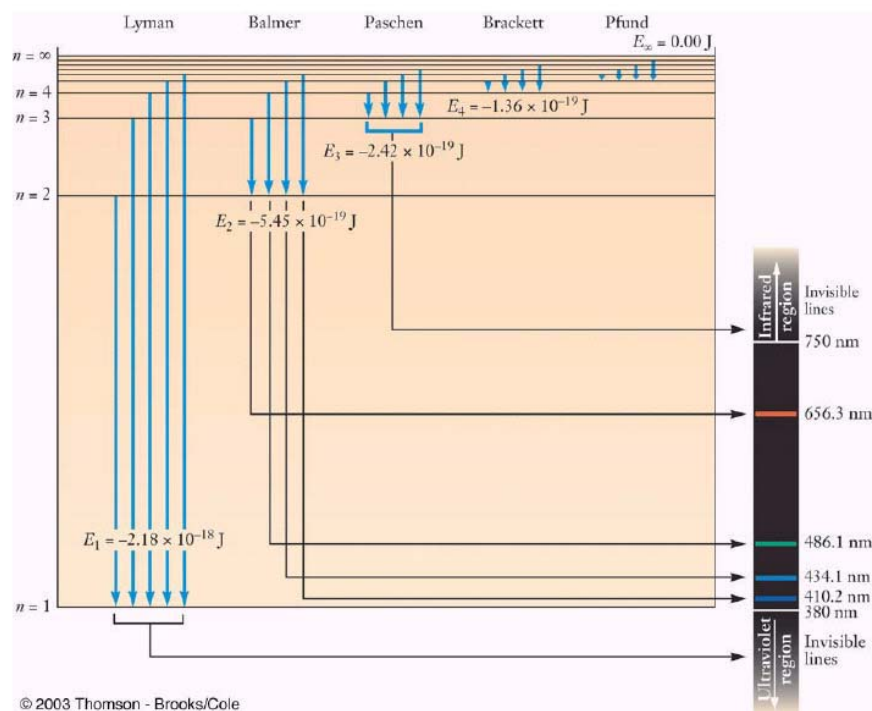 Lyman Balmer Paschen Brackett Pfund
E∞ = 0.00 J
n = ∞
n = 4
E4 = −1.36 × 10−19 J
n = 3
E3 = −2.42 × 10−19 J
n = 2
E2 = −5.45 × 10−19 J
Infrared region
Invisible lines
750 nm
656.3 nm
E1 = −2.18 × 10−18 J
486.1 nm
434.1 nm
410.2 nm
n = 1
380 nm
Ultraviolet region
Invisible lines
© 2003 Thomson - Brooks/Cole